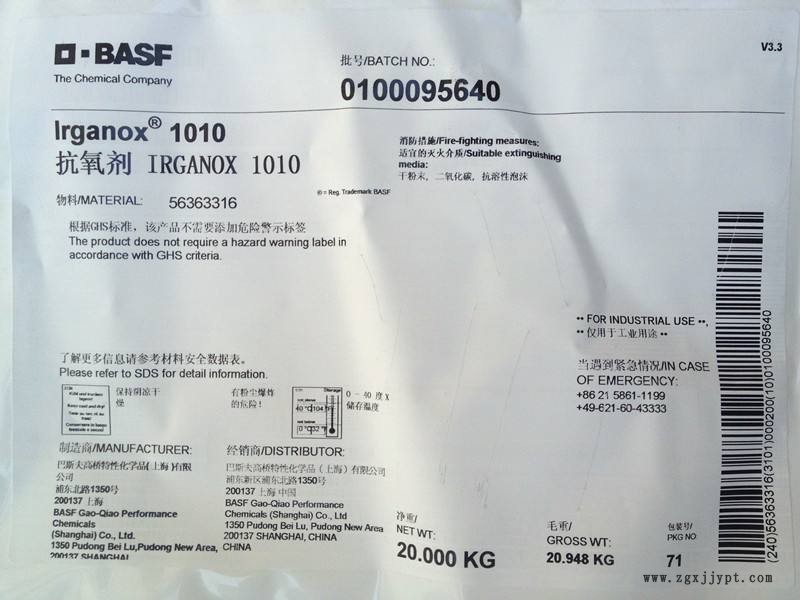 V3.3
BASF
The Chemical Company
批号/BATCH NO.:
0100095640
Irganox® 1010
抗氧剂 IRGANOX 1010
® = Reg. Trademark BASF
物料/MATERIAL: 56363316
根据GHS标准，该产品不需要添加危险警示标签
The product does not require a hazard warning label in
accordance with GHS criteria.
消防措施/Fire-fighting measures:
适宜的灭火介质/Suitable extinguishing
media:
干粉末，二氧化碳，抗溶性泡沫
•• FOR INDUSTRIAL USE ••,
•• 仅用于工业用途 ••
当遇到紧急情况/IN CASE
OF EMERGENCY:
+86 21 5861-1199
+49-621-60-43333
了解更多信息请参考材料安全数据表。
Please refer to SDS for detail information.
保持阴凉干
燥
有粉尘爆炸
的危险!
Storage
40 °C 104 °F
0 °C 32 °F
0 - 40 度 X
储存温度
制造商/MANUFACTURER:
巴斯夫高桥特性化学品(上海)有限
公司
浦东北路1350号
200137 上海
BASF Gao-Qiao Performance
Chemicals
(Shanghai) Co., Ltd.
1350 Pudong Bei Lu,Pudong New Area,
200137 SHANGHAI, CHINA
经销商/DISTRIBUTOR:
巴斯夫高桥特性化学品（上海）有限公司
浦东新区浦东北路1350号
200137 上海 中国
BASF Gao-Qiao Performance
Chemicals (Shanghai) Co., Ltd
1350 Pudong Bei Lu, Pudong New Area
200137 SHANGHAI, CHINA
净重/
NET WT:
20.000 KG
毛重/
GROSS WT:
20.948 KG
包装号/
PKG NO.
71
(240)56363316(3101)000200(10)0100095640
www.zgxjjypt.com